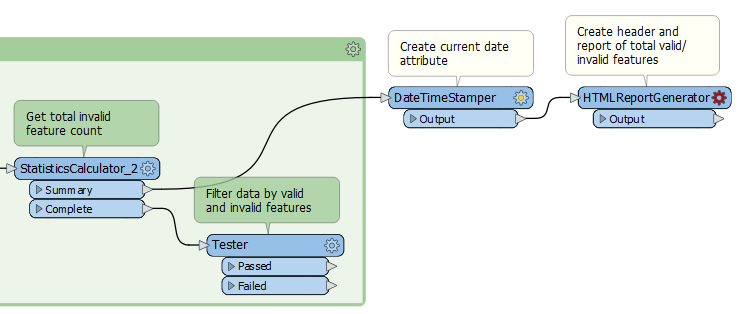 Create current date
attribute
Create header and
report of total valid/
invalid features
DateTimeStamper
Output
HTMLReportGenerator
Output
Get total invalid
feature count
StatisticsCalculator_2
Summary
Complete
Filter data by valid
and invalid features
Tester
Passed
Failed